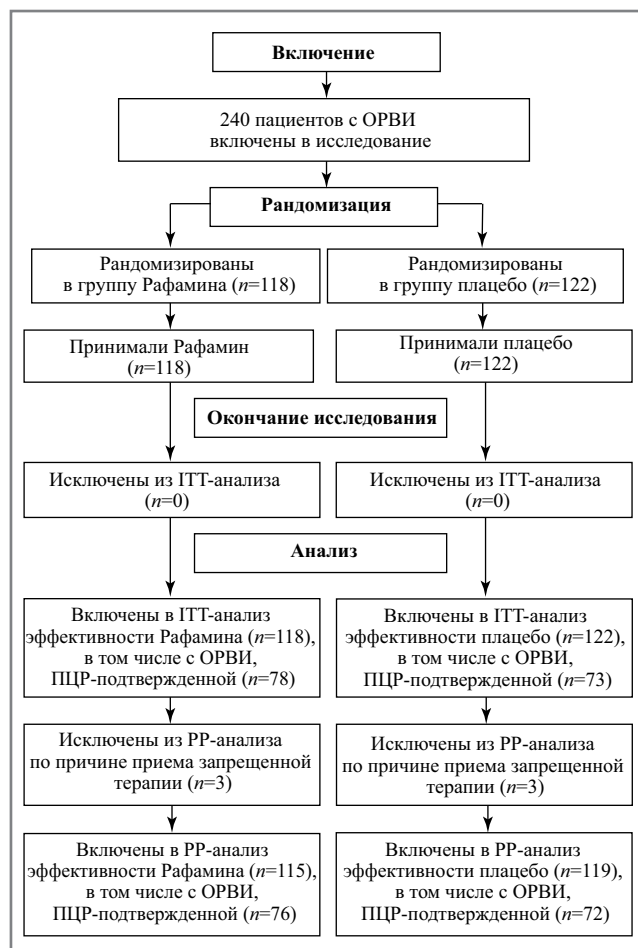 Включение
240 пациентов с ОРВИ
включены в исследование
Рандомизация
Рандомизированы
в группу Рафамина (n=118)
Рандомизированы
в группу плацебо (n=122)
Принимали Рафамин
(n=118)
Принимали плацебо
(n=122)
Окончание исследования
Исключены из ITT-анализа
(n=0)
Исключены из ITT-анализа
(n=0)
Анализ
Включены в ITT-анализ
эффективности Рафамина (n=118),
в том числе с ОРВИ,
ПЦР-подтвержденной (n=78)
Включены в ITT-анализ
эффективности плацебо (n=122),
в том числе с ОРВИ,
ПЦР-подтвержденной (n=73)
Исключены из PP-анализа
по причине приема запрещенной
терапии (n=3)
Исключены из PP-анализа
по причине приема запрещенной
терапии (n=3)
Включены в PP-анализ
эффективности Рафамина (n=115),
в том числе с ОРВИ,
ПЦР-подтвержденной (n=76)
Включены в PP-анализ
эффективности плацебо (n=119),
в том числе с ОРВИ,
ПЦР-подтвержденной (n=72)